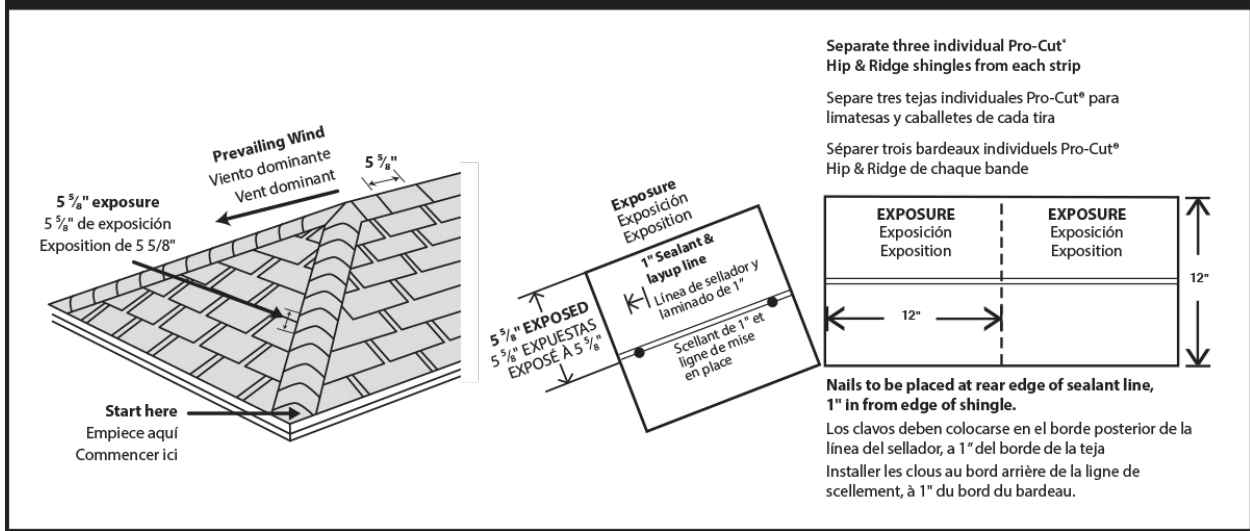 Prevailing Wind
Viento dominante
Vent dominant
5 ⅝"
5 ⅝" exposure
5 ⅝" de exposición
Exposition de 5 5/8"
Start here
Empiece aquí
Commencer ici
Exposure
Exposición
Exposition
1" Sealant &
layup line
Línea de sellador y
laminado de 1"
Scellant de 1" et
ligne de mise
en place
5 ⅝" EXPOSED
5 ⅝" EXPUESTAS
EXPOSÉ À 5 ⅝"
Separate three individual Pro-Cut®
Hip & Ridge shingles from each strip
Separe tres tejas individuales Pro-Cut® para
limatesas y caballetes de cada tira
Séparer trois bardeaux individuels Pro-Cut®
Hip & Ridge de chaque bande
EXPOSURE
Exposición
Exposition
EXPOSURE
Exposición
Exposition
12"
12"
Nails to be placed at rear edge of sealant line,
1" in from edge of shingle.
Los clavos deben colocarse en el borde posterior de la
línea del sellador, a 1" del borde de la teja
Installer les clous au bord arrière de la ligne de
scellement, à 1" du bord du bardeau.